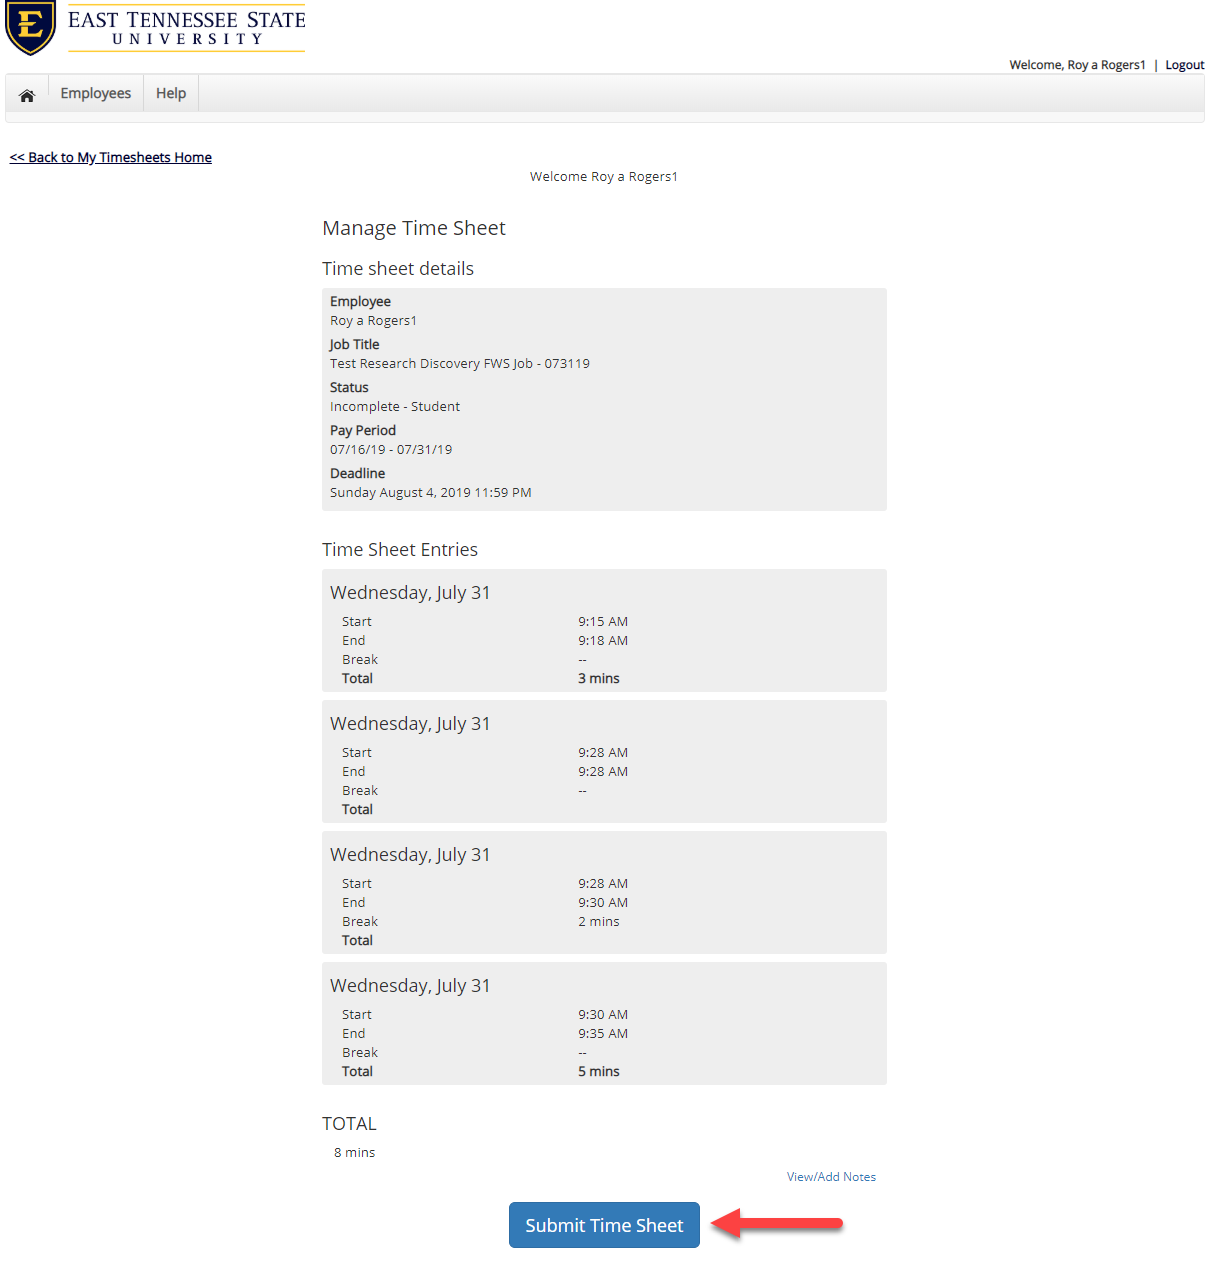 E
EAST TENNESSEE STATE
UNIVERSITY
Welcome, Roy a Rogers1 | Logout
Employees Help
<< Back to My Timesheets Home
Welcome Roy a Rogers1
Manage Time Sheet
Time sheet details
Employee
Roy a Rogers1
Job Title
Test Research Discovery FWS Job - 073119
Status
Incomplete - Student
Pay Period
07/16/19 - 07/31/19
Deadline
Sunday August 4, 2019 11:59 PM
Time Sheet Entries
Wednesday, July 31
Start 9:15 AM
End 9:18 AM
Break --
Total 3 mins
Wednesday, July 31
Start 9:28 AM
End 9:28 AM
Break --
Total
Wednesday, July 31
Start 9:28 AM
End 9:30 AM
Break 2 mins
Total
Wednesday, July 31
Start 9:30 AM
End 9:35 AM
Break --
Total 5 mins
TOTAL
8 mins
View/Add Notes
Submit Time Sheet